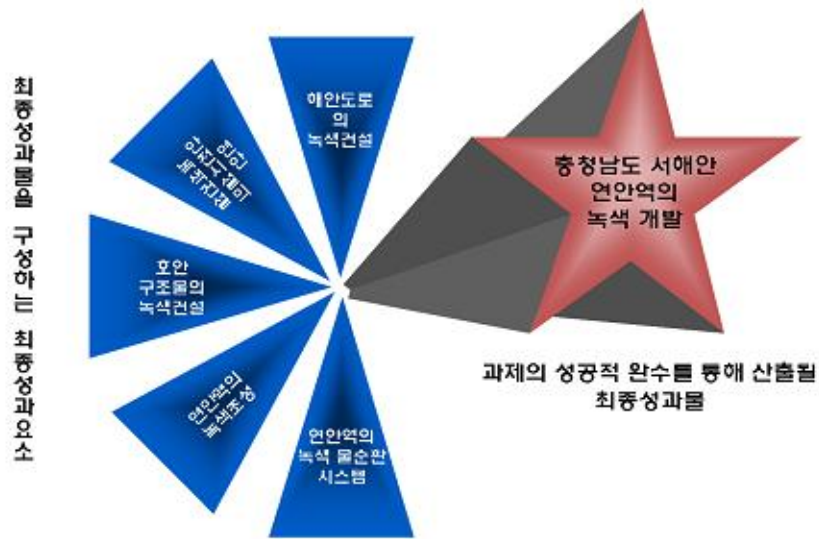 최종성과물을 구성하는 최종성과요소
해안도로
의
녹색건설
호안
구조물의
녹색건설
연안역의
녹색조성
연안역의
녹색 물순환
시스템
충청남도 서해안
연안역의
녹색 개발
과제의 성공적 완수를 통해 산출될
최종성과물